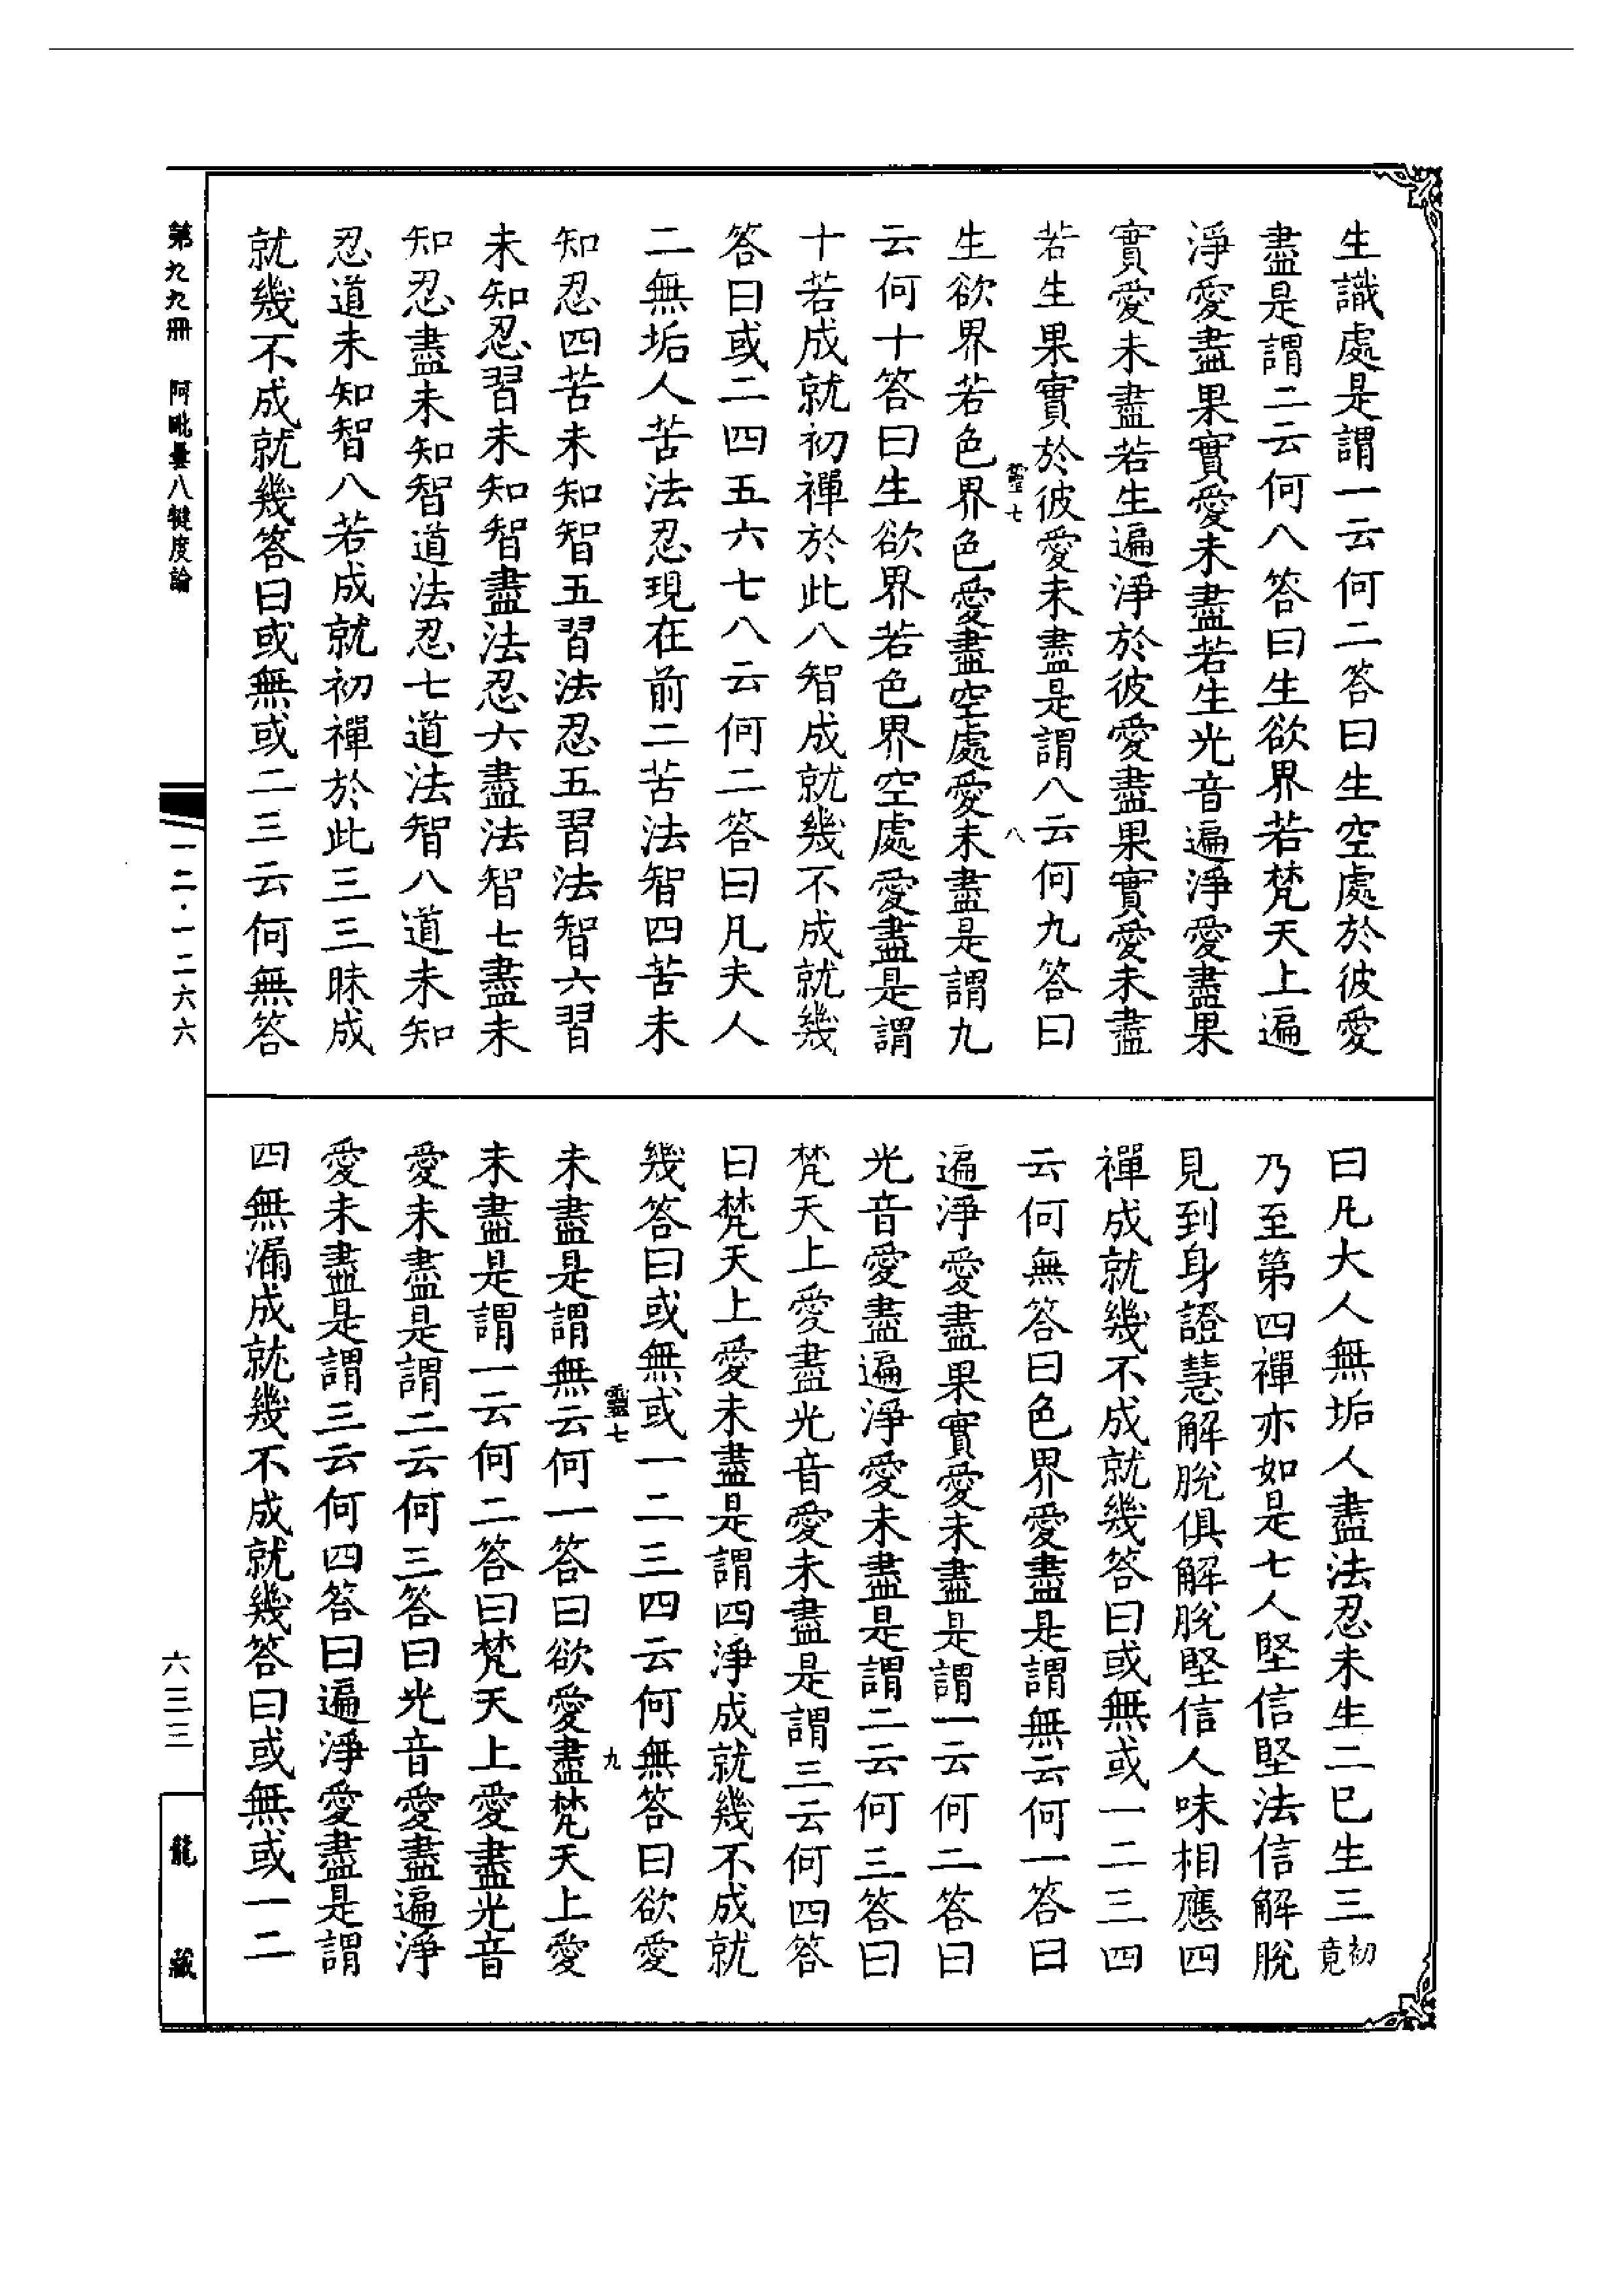 生識處是謂一云何二答曰生空處於彼愛
盡是謂二云何八答曰生欲界若梵天上遍
淨愛盡果實愛未盡若生光音遍淨愛盡果
實愛未盡若生遍淨於彼愛盡果實愛未盡
若生果實於彼愛未盡是謂八云何九答曰
生欲界若色界色愛盡空處愛未盡是謂九
云何十答曰生欲界若色界空處愛盡是謂
十若成就初禪於此八智成就幾不成就幾
答曰或二四五六七八云何二答曰凡夫人
二無垢人苦法忍現在前二苦法智四苦未
知忍四苦未知智五習法忍五習法智六習
未知忍習未知智盡法忍六盡法智七盡未
知忍盡未知智道法忍七道法智八道未知
忍道未知智八若成就初禪於此三三昧成
就幾不成就幾答曰或無或二三云何無答
曰凡大人無垢人盡法忍未生二已生三初竟
乃至第四禪亦如是七人堅信堅法信解脫
見到身證慧解脫俱解脫堅信人味相應四
禪成就幾不成就幾答曰或無或一二三四
云何無答曰色界愛盡是謂無云何一答曰
遍淨愛盡果實愛未盡是謂一云何二答曰
光音愛盡遍淨愛未盡是謂二云何三答曰
梵天上愛盡光音愛未盡是謂三云何四答
曰梵天上愛未盡是謂四淨成就幾不成就
幾答曰或無或一二三四云何無答曰欲愛
未盡是謂無云何一答曰欲愛盡梵天上愛
未盡是謂一云何二答曰梵天上愛盡光音
愛未盡是謂二云何三答曰光音愛盡遍淨
愛未盡是謂三云何四答曰遍淨愛盡是謂
四無漏成就幾不成就幾答曰或無或一二
七
八
七
九
第九九冊 阿毗曇八犍度論
一二·一二六六
六三三
龍藏